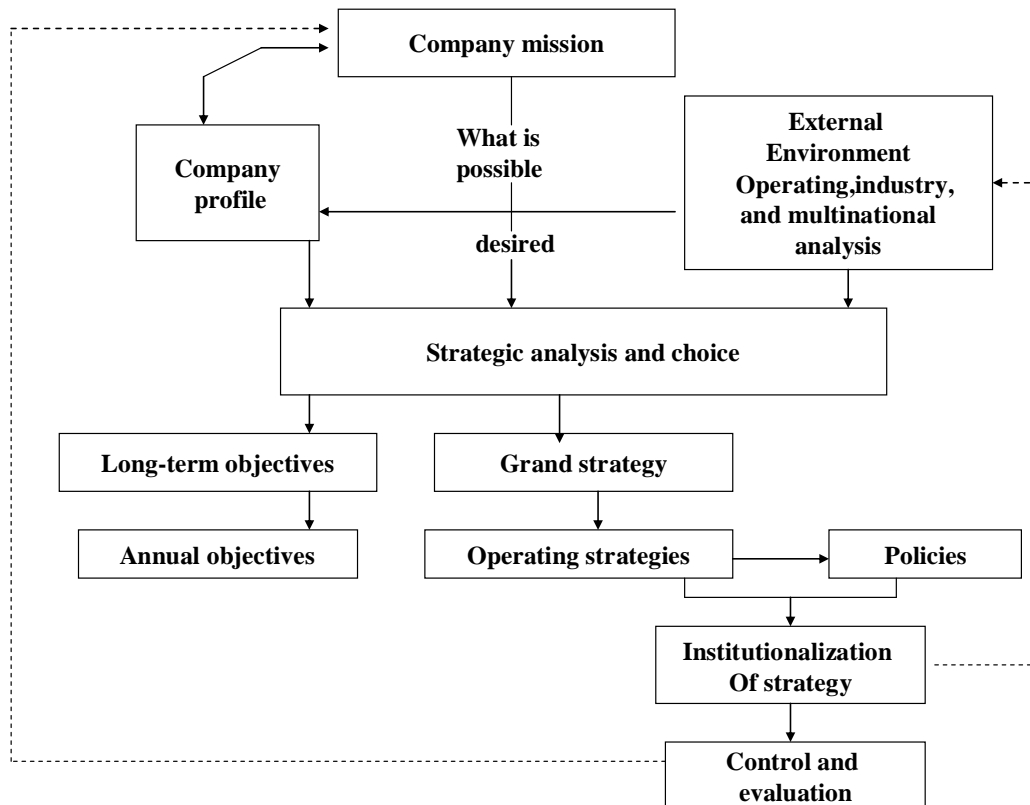 Company mission
What is
possible
desired
Company
profile
External
Environment
Operating,industry,
and multinational
analysis
Strategic analysis and choice
Long-term objectives
Grand strategy
Annual objectives
Operating strategies
Policies
Institutionalization
Of strategy
Control and
evaluation